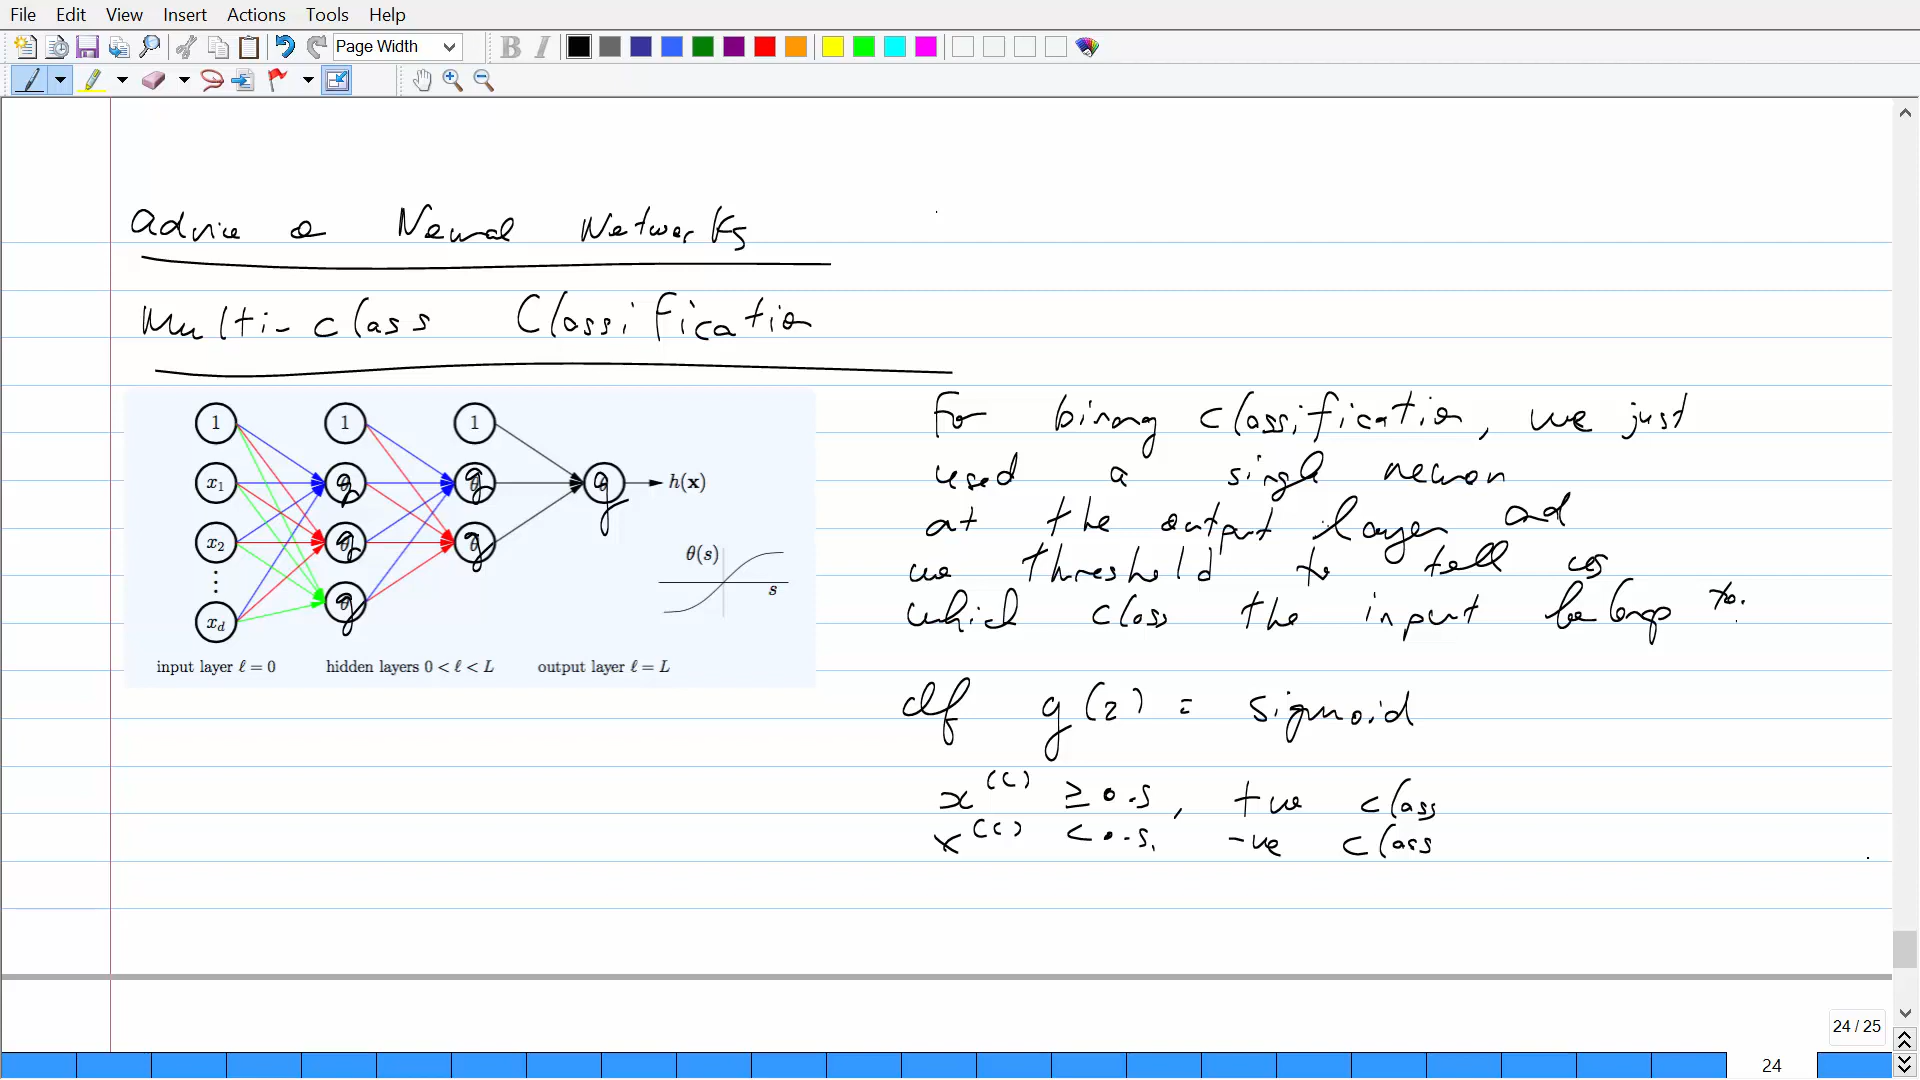 File Edit View Insert Actions Tools Help
Page Width
B I
Advice on Neural Networks
Multi-class Classification
1 1 1
x1 g g g h(x)
x2 g g
θ(s)
s
g
xd
input layer ℓ = 0 hidden layers 0 < ℓ < L output layer ℓ = L
For binary classification, we just
used a single neuron
at the output layer and
we threshold to tell us
which class the input belongs to.
If g(z) = sigmoid
x^(L) ≥ 0.5, +ve class
x^(L) < 0.5, -ve class
24 / 25
24